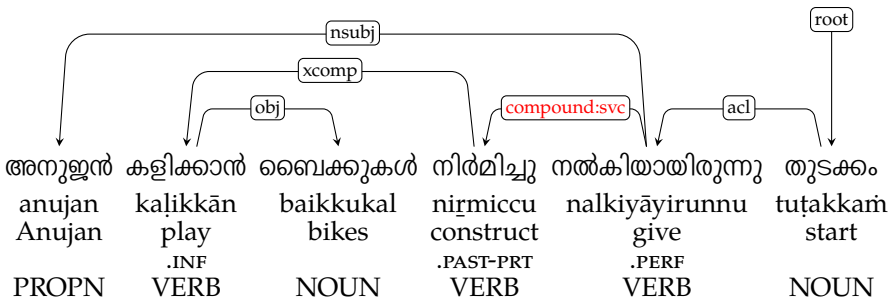 root
nsubj
xcomp
obj compound:svc acl
അനുജൻ കളിക്കാൻ ബൈക്കുകൾ നിർമിച്ചു നൽകിയായിരുന്നു തുടക്കം
anujan kaḷikkān baikkukal nirmiccu nalkiyāyirunnu tuṭakkaṁ
Anujan play bikes construct give start
.INF .PAST-PRT .PERF
PROPN VERB NOUN VERB VERB NOUN